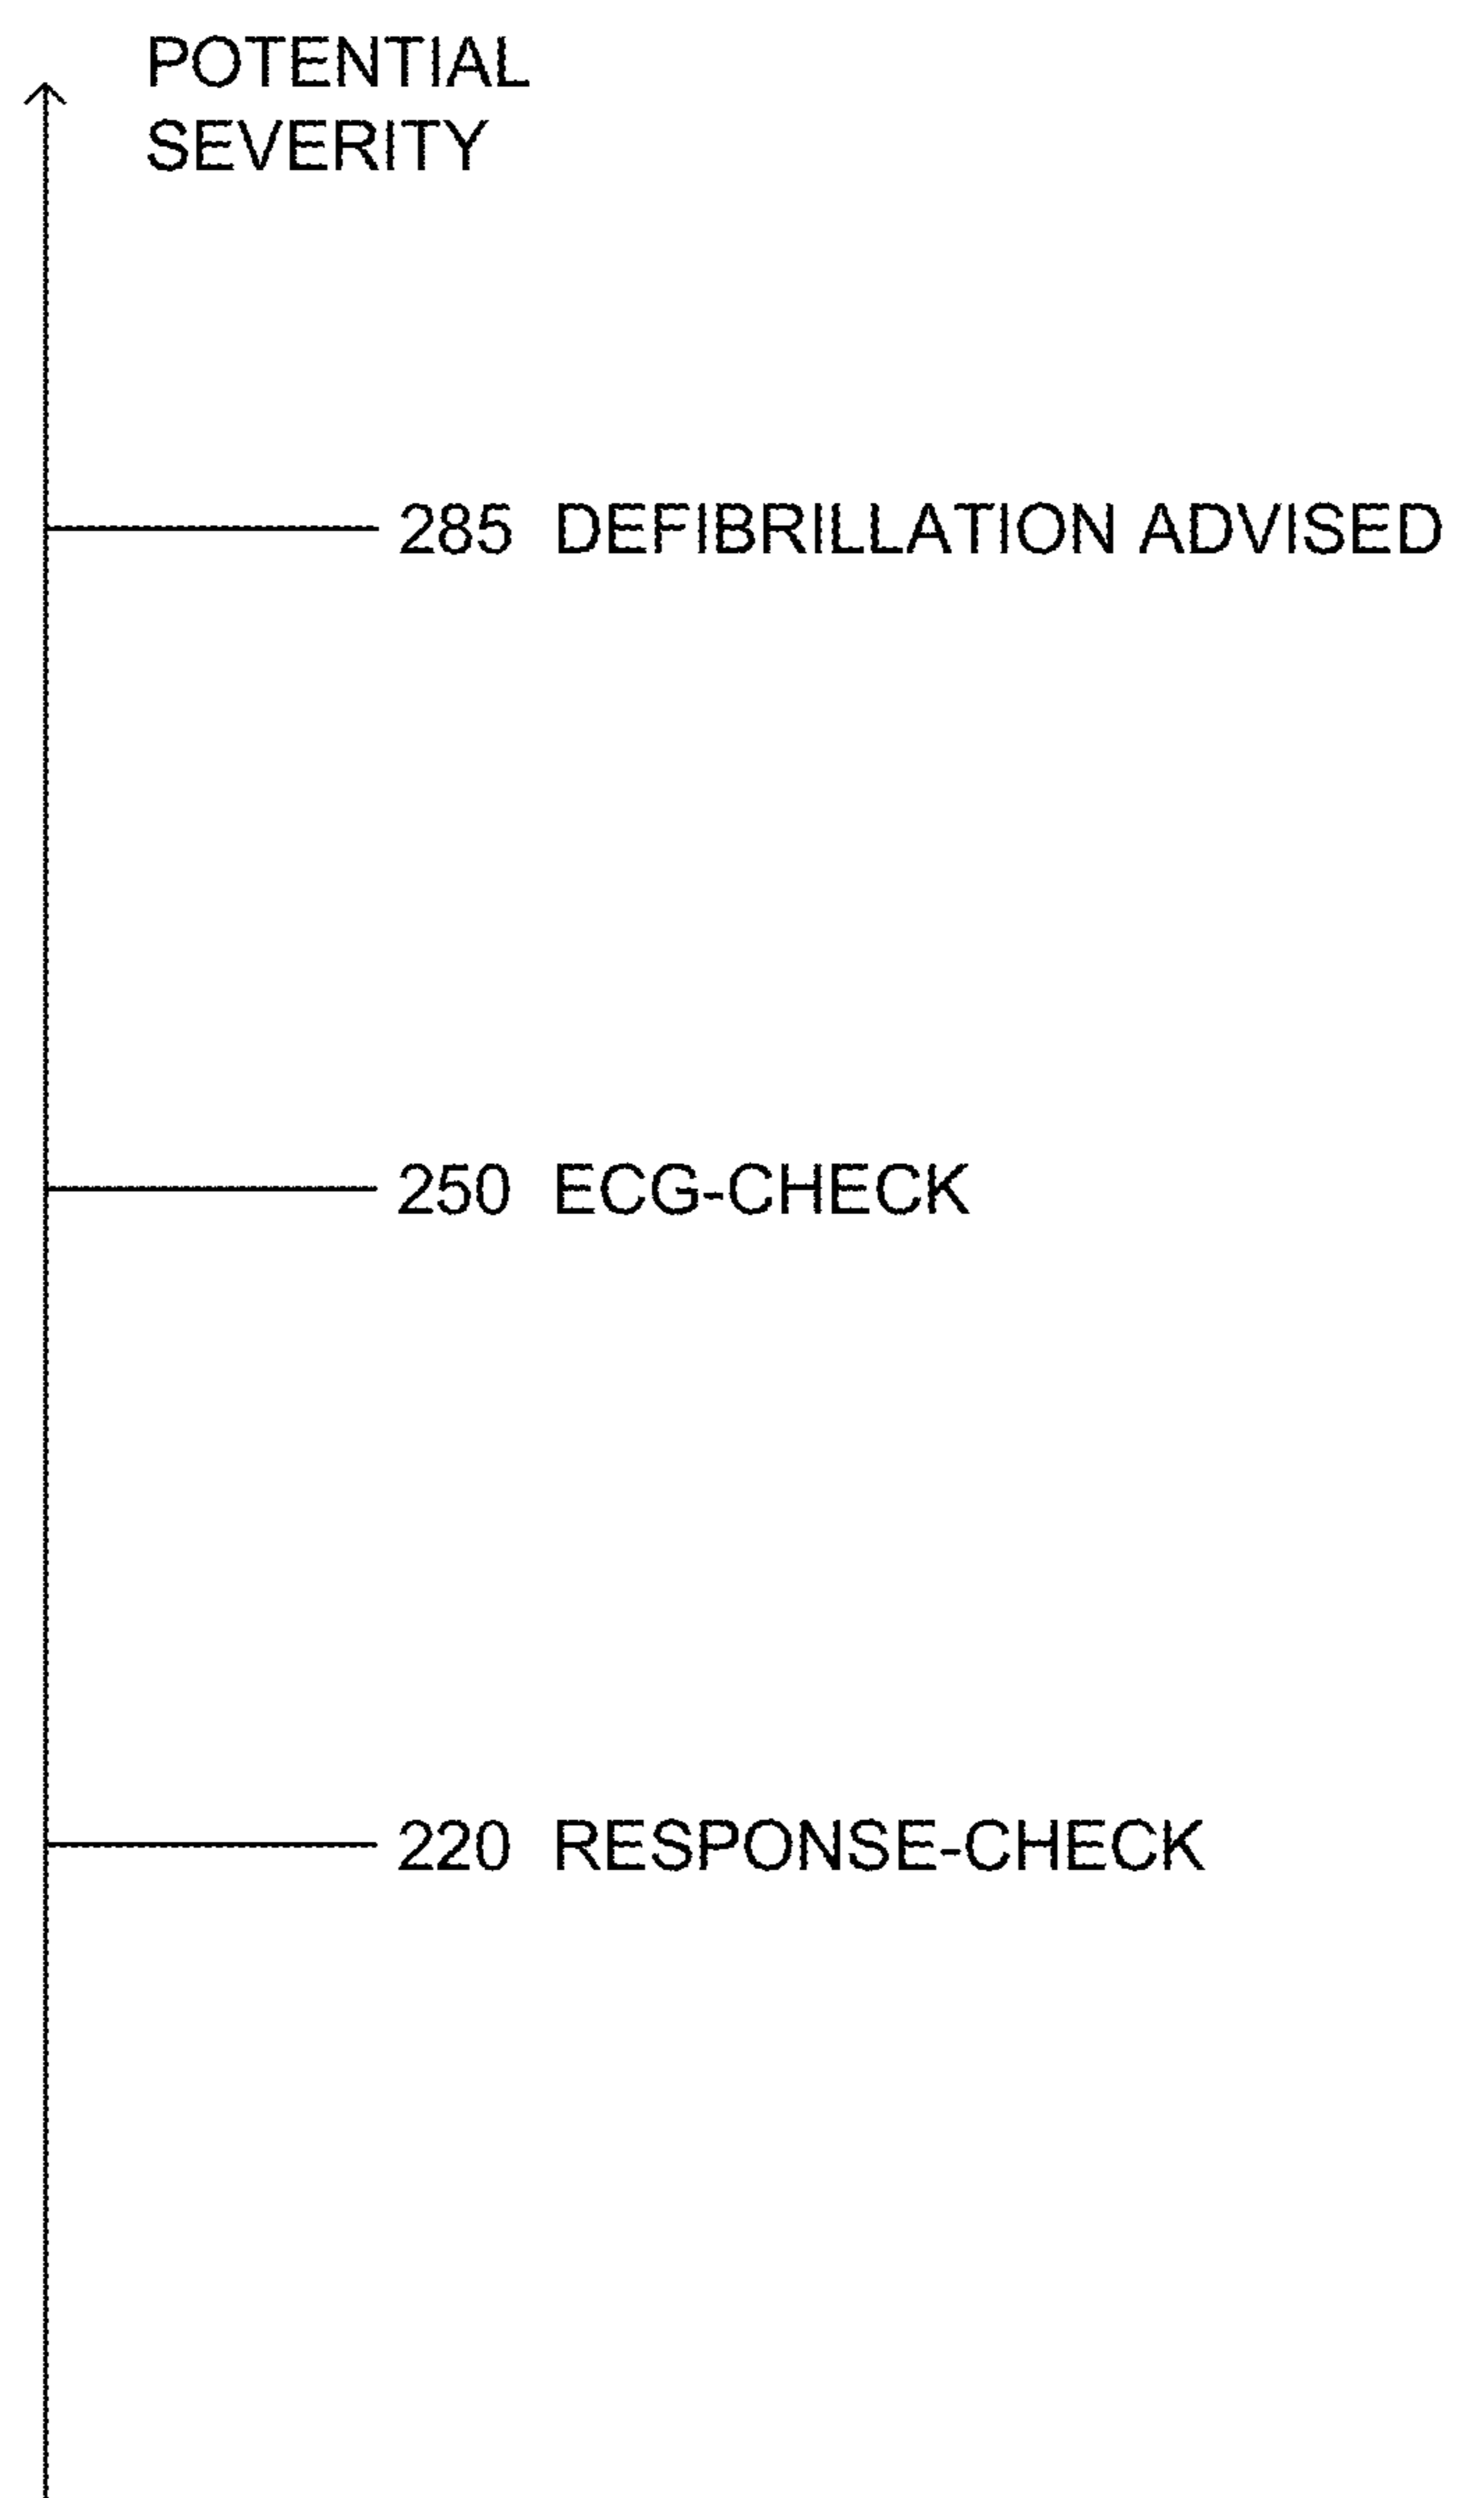 POTENTIAL
SEVERITY
285 DEFIBRILLATION ADVISED
250 ECG-CHECK
220 RESPONSE-CHECK